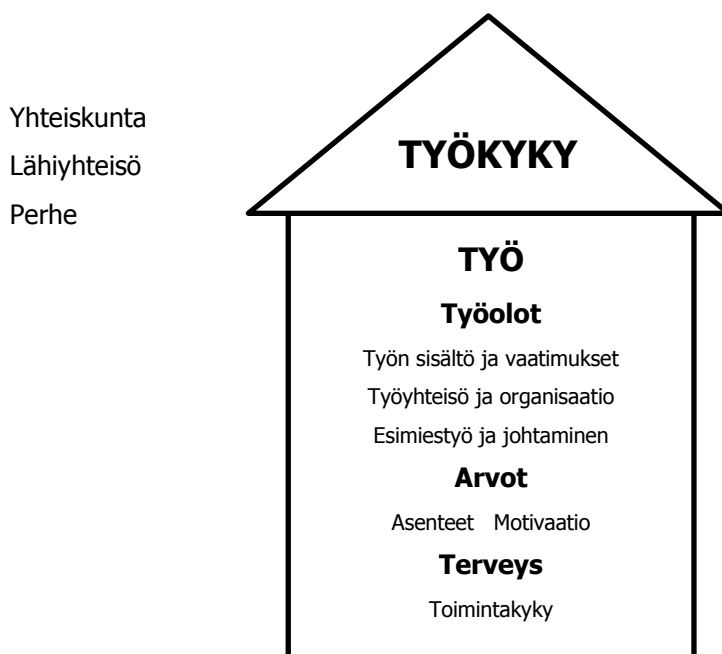 Yhteiskunta
Lähiyhteisö
Perhe
TYÖKYKY
TYÖ
Työolot
Työn sisältö ja vaatimukset
Työyhteisö ja organisaatio
Esimiestyö ja johtaminen
Arvot
Asenteet Motivaatio
Terveys
Toimintakyky